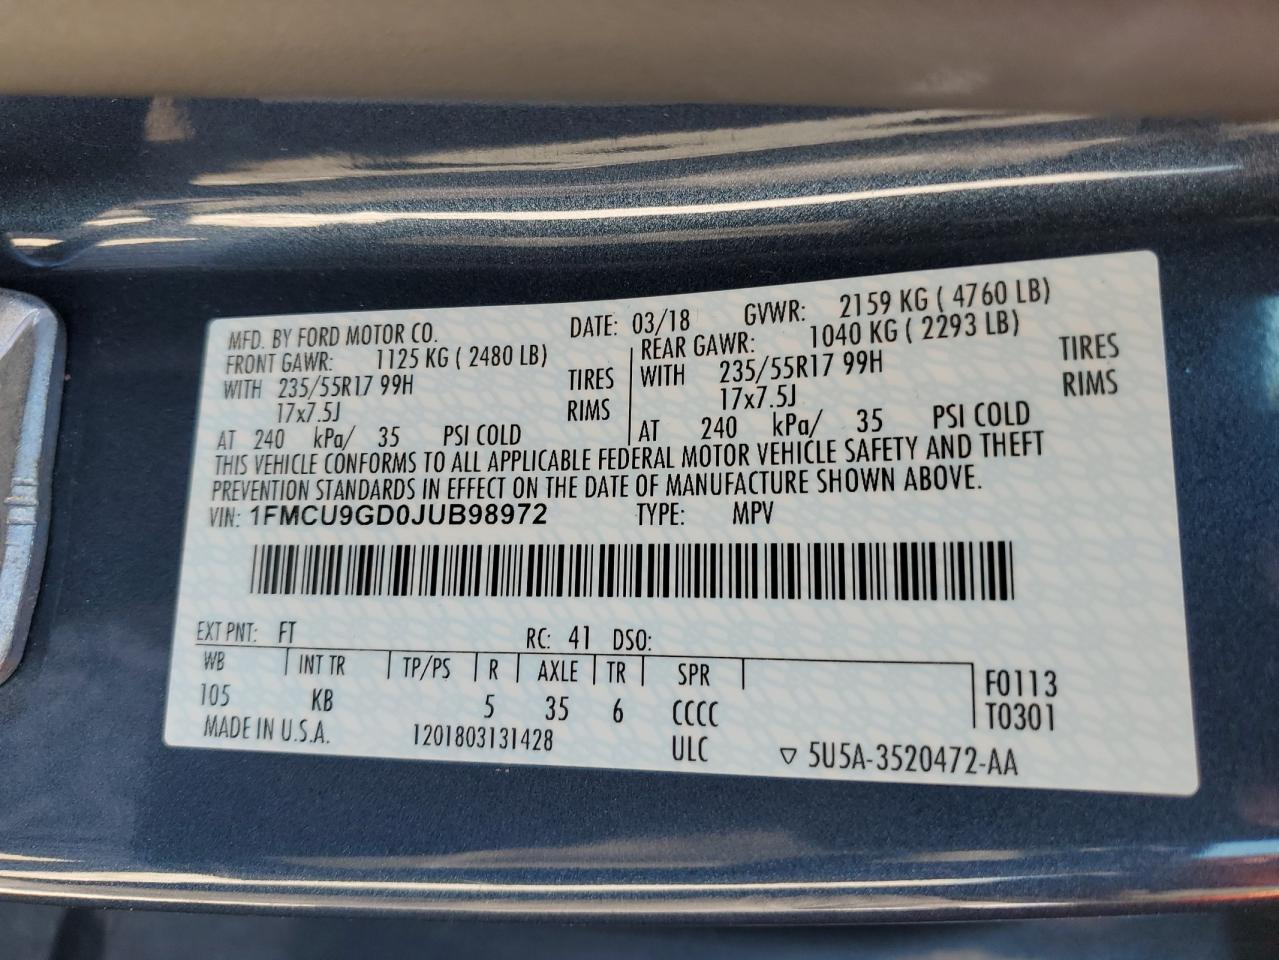 MFD. BY FORD MOTOR CO. DATE: 03/18 GVWR: 2159 KG ( 4760 LB)
FRONT GAWR: 1125 KG ( 2480 LB) REAR GAWR: 1040 KG ( 2293 LB)
WITH 235/55R17 99H TIRES WITH 235/55R17 99H TIRES
17x7.5J RIMS 17x7.5J RIMS
AT 240 kPa/ 35 PSI COLD AT 240 kPa/ 35 PSI COLD
THIS VEHICLE CONFORMS TO ALL APPLICABLE FEDERAL MOTOR VEHICLE SAFETY AND THEFT
PREVENTION STANDARDS IN EFFECT ON THE DATE OF MANUFACTURE SHOWN ABOVE.
VIN: 1FMCU9GD0JUB98972 TYPE: MPV
EXT PNT: FT RC: 41 DSO:
WB INT TR TP/PS R AXLE TR SPR F0113
105 KB 5 35 6 CCCC T0301
MADE IN U.S.A. 1201803131428 ULC ▽ 5U5A-3520472-AA